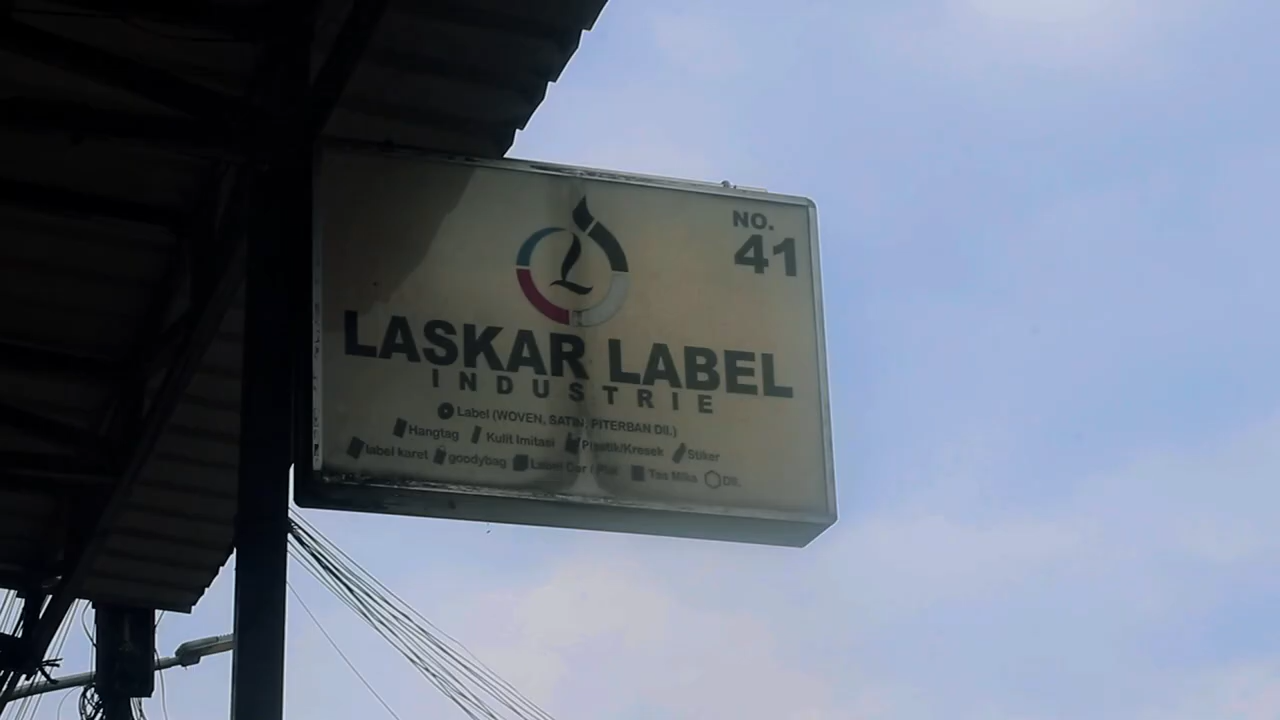 NO.
41
L
LASKAR LABEL
INDUSTRIE
Label (WOVEN, SATIN, PITERBAN Dll.)
Hangtag Kulit Imitasi Plastik/Kresek Stiker
label karet goodybag Tas Mika Dll.